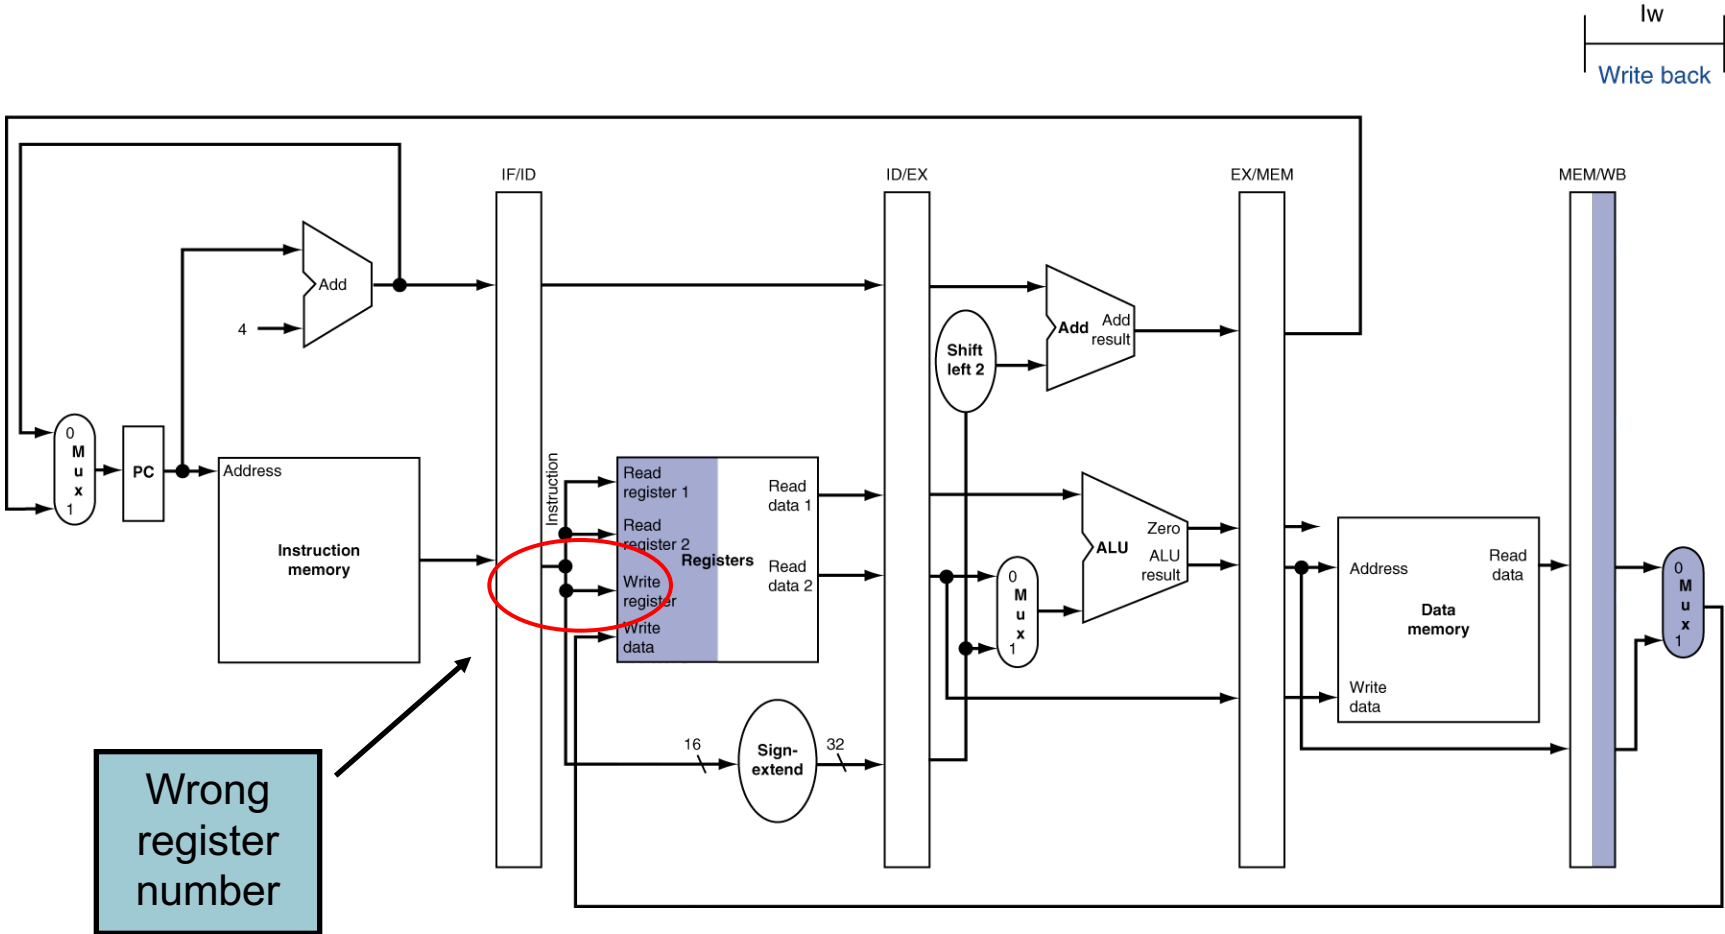 lw
Write back
IF/ID
ID/EX
EX/MEM
MEM/WB
Add
4
Shift
left 2
Add
Add
result
0
M
u
x
1
PC
Address
Instruction
memory
Instruction
Read
register 1
Read
register 2
Write
register
Write
data
Registers
Read
data 1
Read
data 2
16
Sign-
extend
32
0
M
u
x
1
Zero
ALU
ALU
result
Address
Read
data
Data
memory
Write
data
0
M
u
x
1
Wrong
register
number